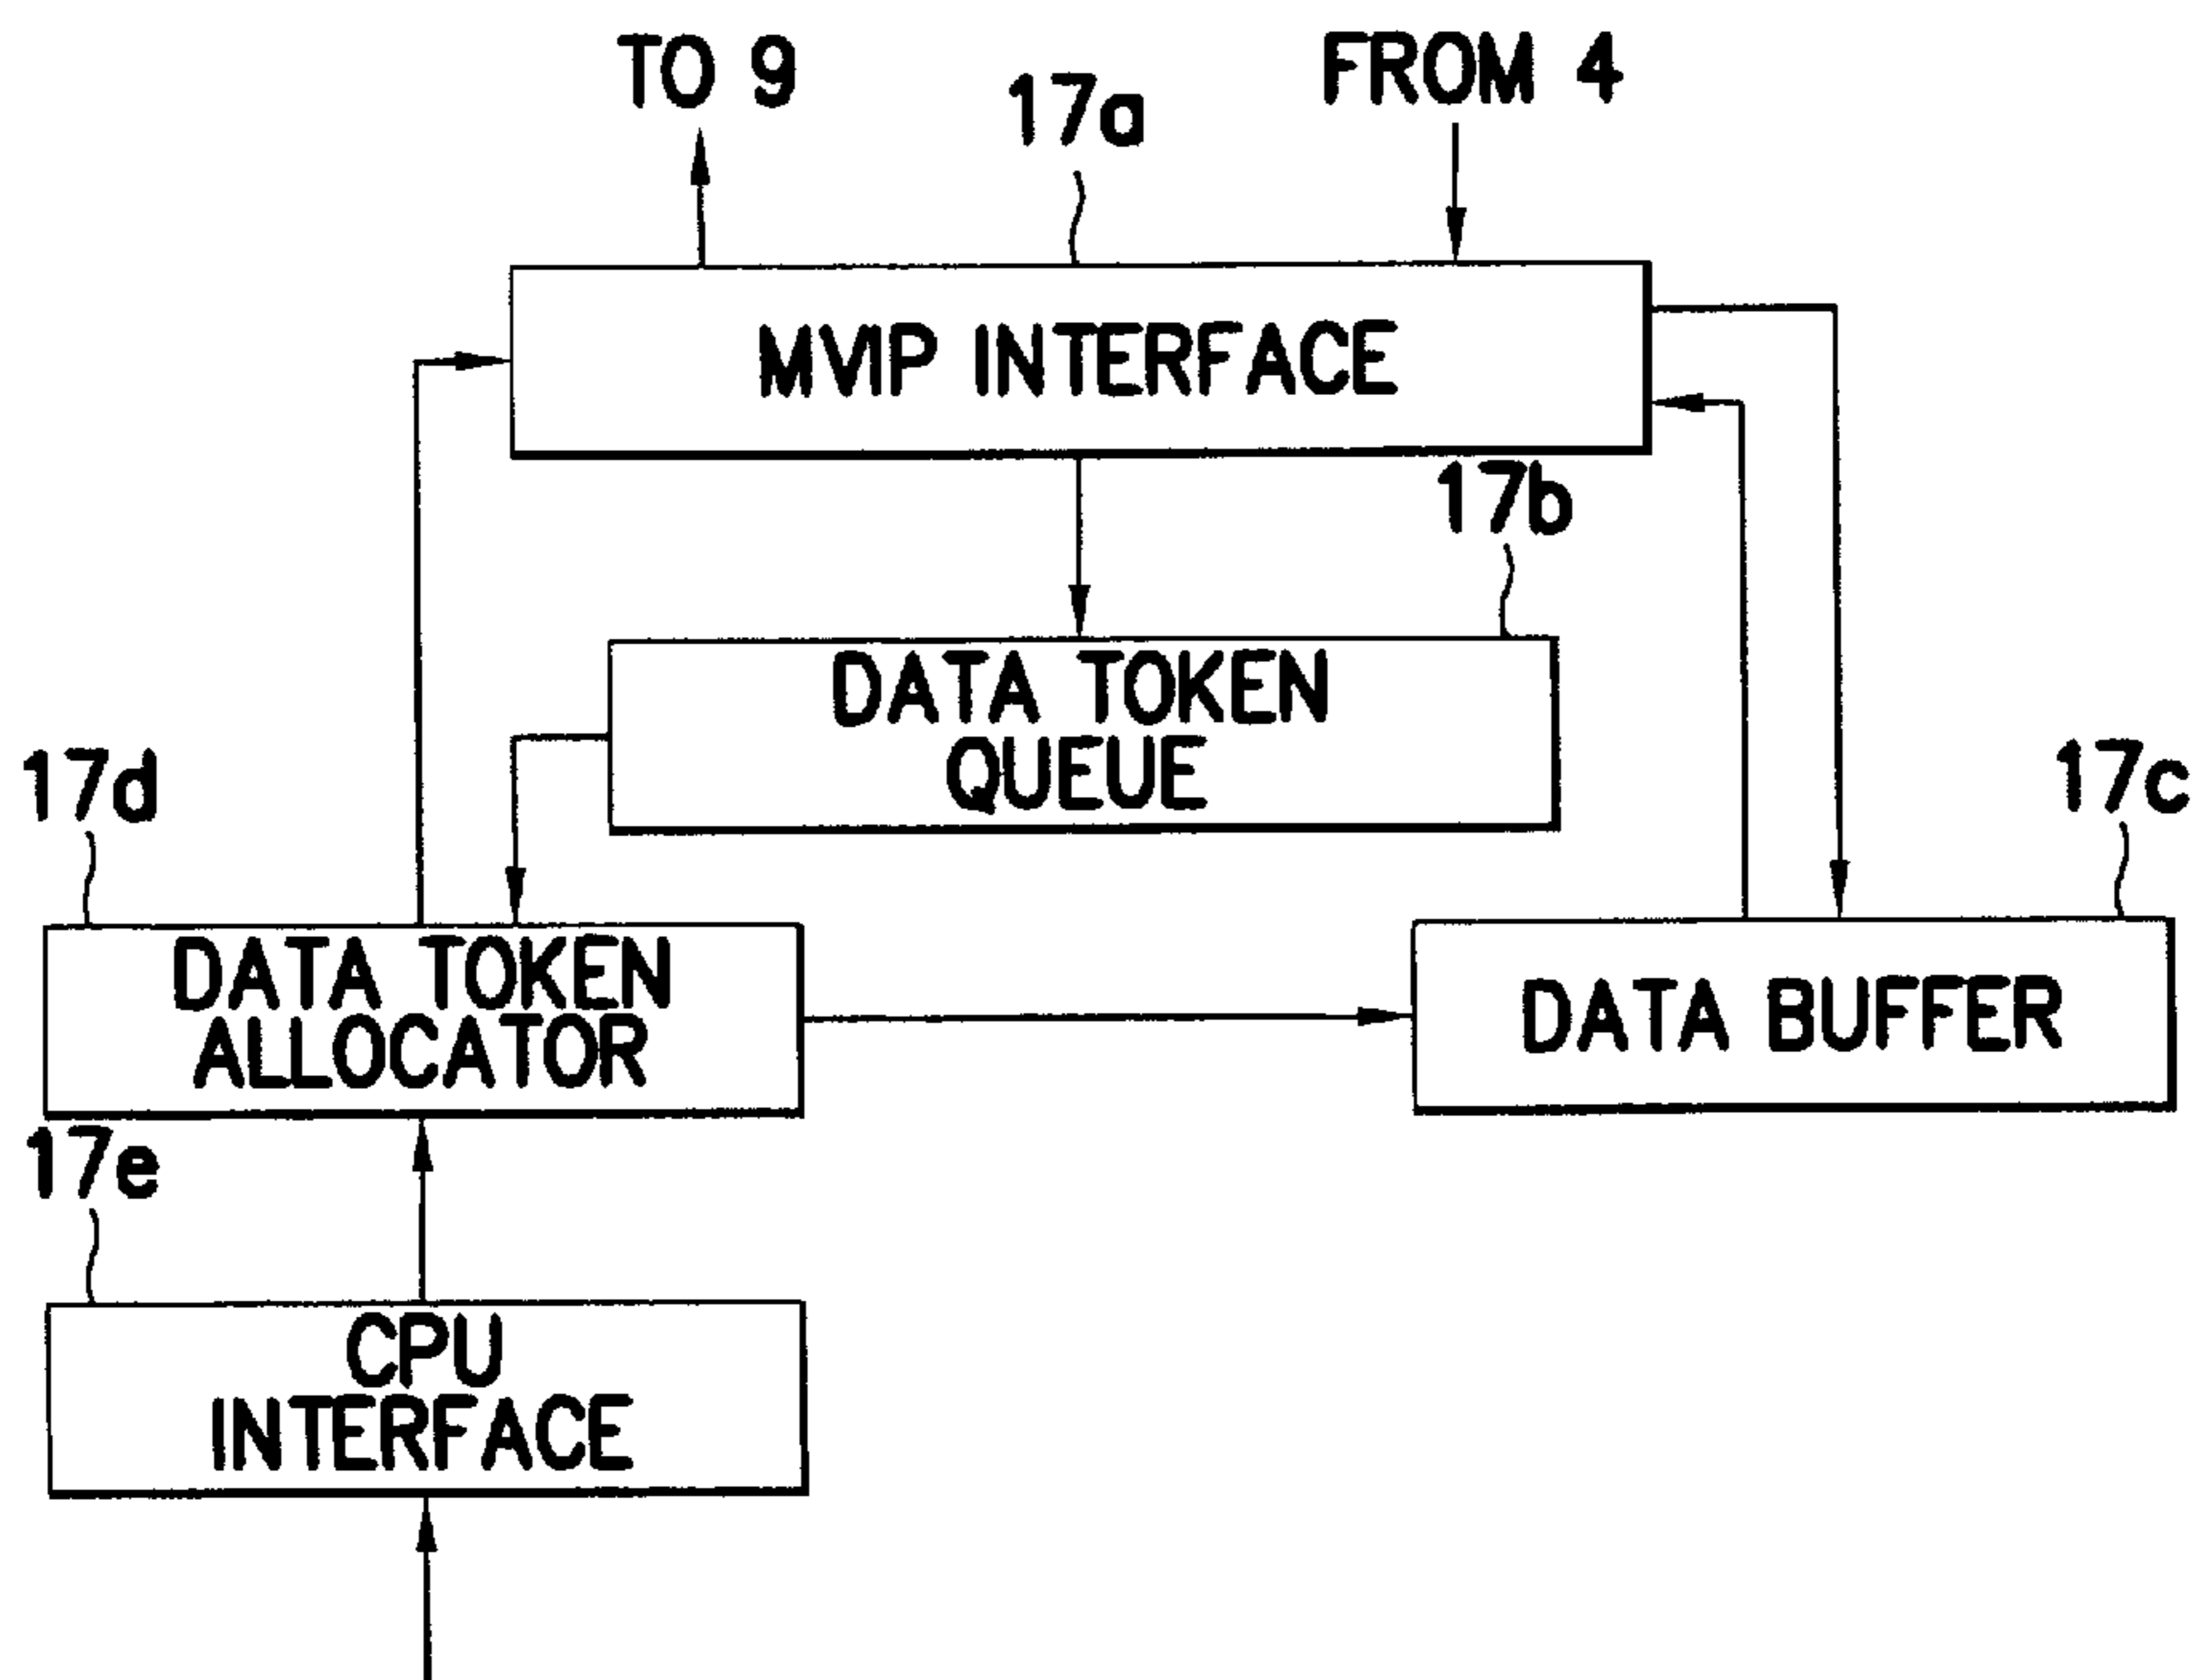 TO 9
17a
FROM 4
MVIP INTERFACE
17b
DATA TOKEN
QUEUE
17d
17c
DATA TOKEN
ALLOCATOR
DATA BUFFER
17e
CPU
INTERFACE